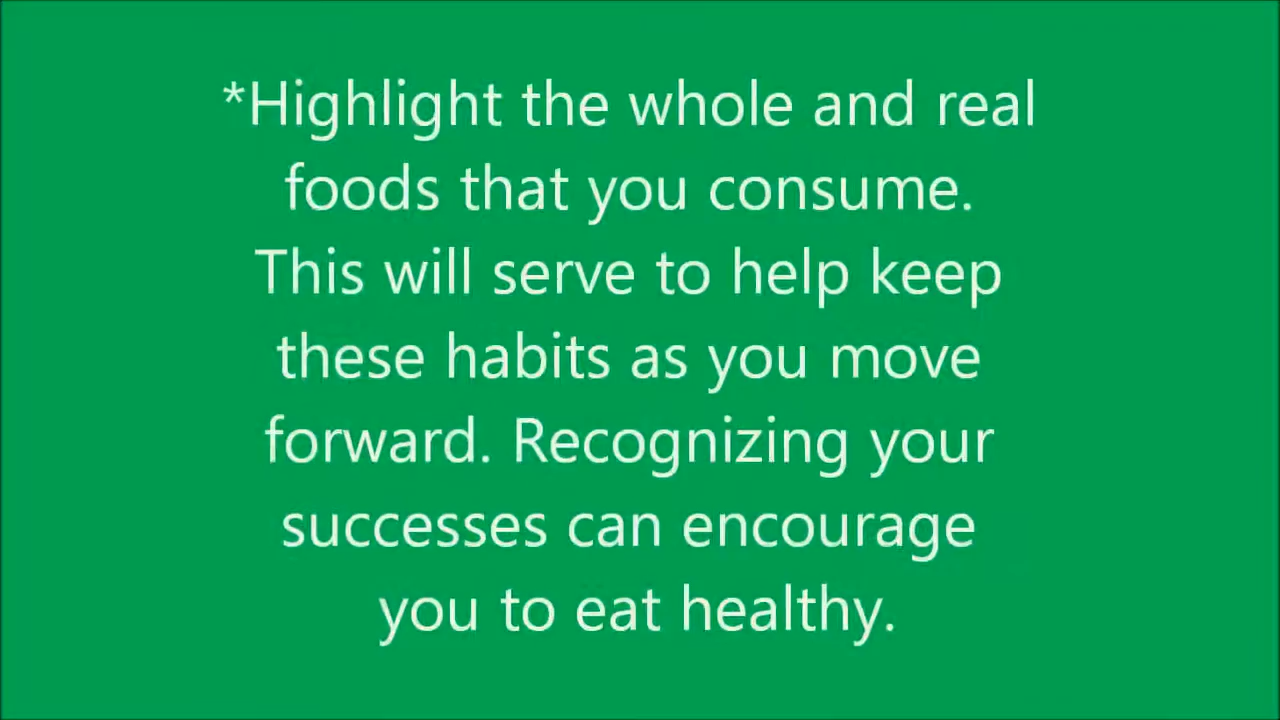 *Highlight the whole and real
foods that you consume.
This will serve to help keep
these habits as you move
forward. Recognizing your
successes can encourage
you to eat healthy.